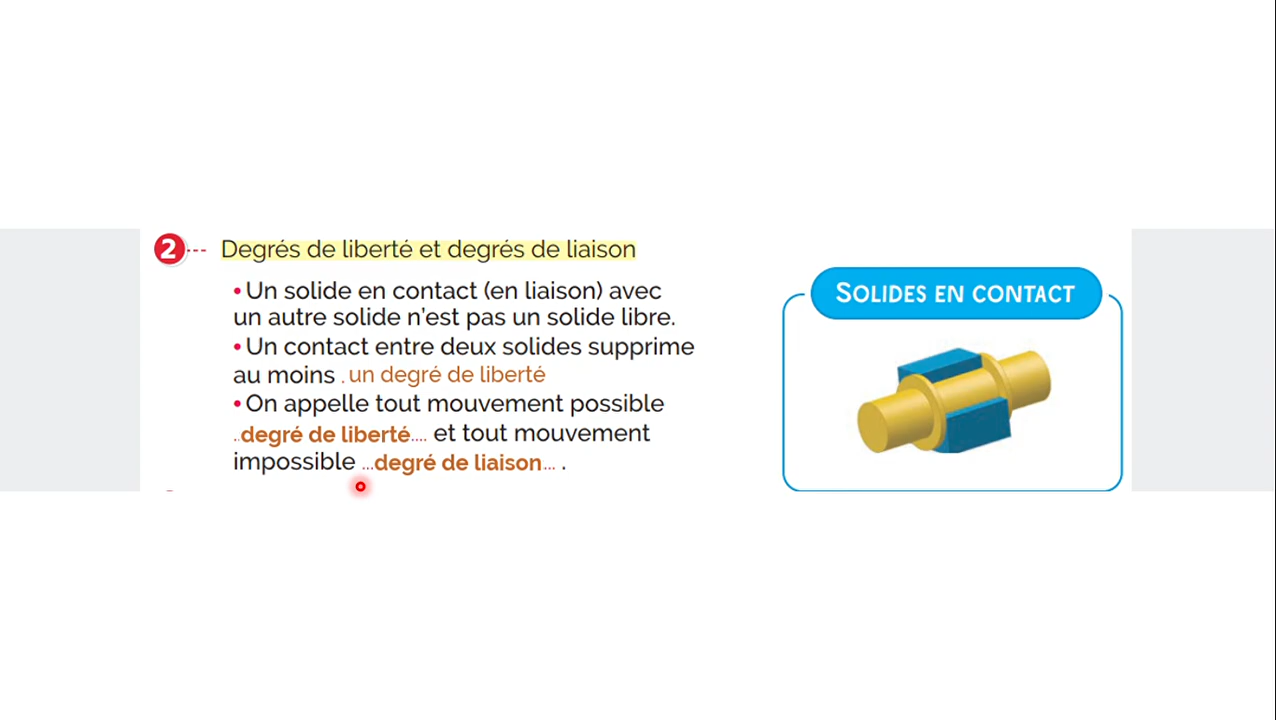 2--- Degrés de liberté et degrés de liaison
• Un solide en contact (en liaison) avec
un autre solide n'est pas un solide libre.
• Un contact entre deux solides supprime
au moins . un degré de liberté
• On appelle tout mouvement possible
..degré de liberté.... et tout mouvement
impossible ...degré de liaison... .
SOLIDES EN CONTACT